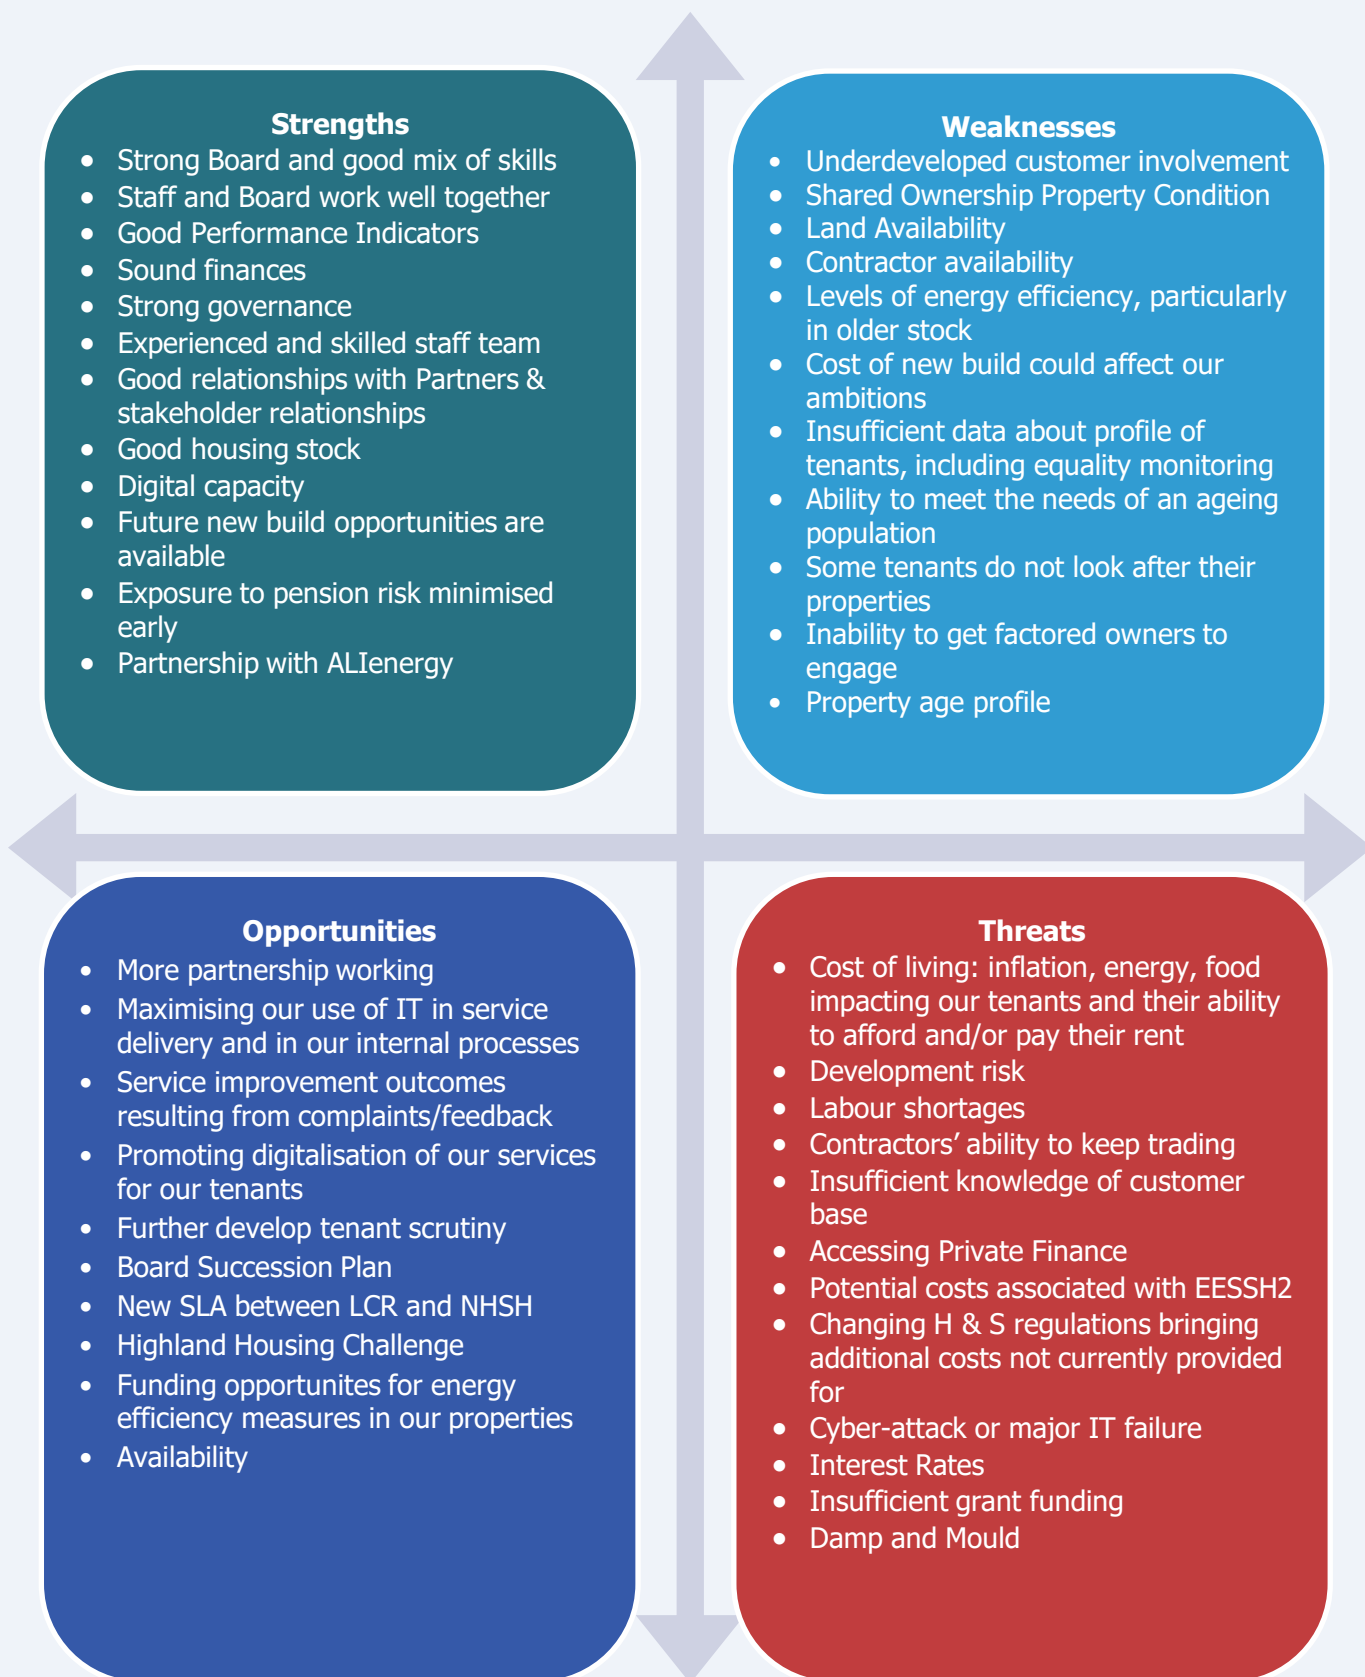 Strengths
• Strong Board and good mix of skills
• Staff and Board work well together
• Good Performance Indicators
• Sound finances
• Strong governance
• Experienced and skilled staff team
• Good relationships with Partners &
stakeholder relationships
• Good housing stock
• Digital capacity
• Future new build opportunities are
available
• Exposure to pension risk minimised
early
• Partnership with ALIenergy
Weaknesses
• Underdeveloped customer involvement
• Shared Ownership Property Condition
• Land Availability
• Contractor availability
• Levels of energy efficiency, particularly
in older stock
• Cost of new build could affect our
ambitions
• Insufficient data about profile of
tenants, including equality monitoring
• Ability to meet the needs of an ageing
population
• Some tenants do not look after their
properties
• Inability to get factored owners to
engage
• Property age profile
Opportunities
• More partnership working
• Maximising our use of IT in service
delivery and in our internal processes
• Service improvement outcomes
resulting from complaints/feedback
• Promoting digitalisation of our services
for our tenants
• Further develop tenant scrutiny
• Board Succession Plan
• New SLA between LCR and NHSH
• Highland Housing Challenge
• Funding opportunites for energy
efficiency measures in our properties
• Availability
Threats
• Cost of living: inflation, energy, food
impacting our tenants and their ability
to afford and/or pay their rent
• Development risk
• Labour shortages
• Contractors’ ability to keep trading
• Insufficient knowledge of customer
base
• Accessing Private Finance
• Potential costs associated with EESSH2
• Changing H & S regulations bringing
additional costs not currently provided
for
• Cyber-attack or major IT failure
• Interest Rates
• Insufficient grant funding
• Damp and Mould